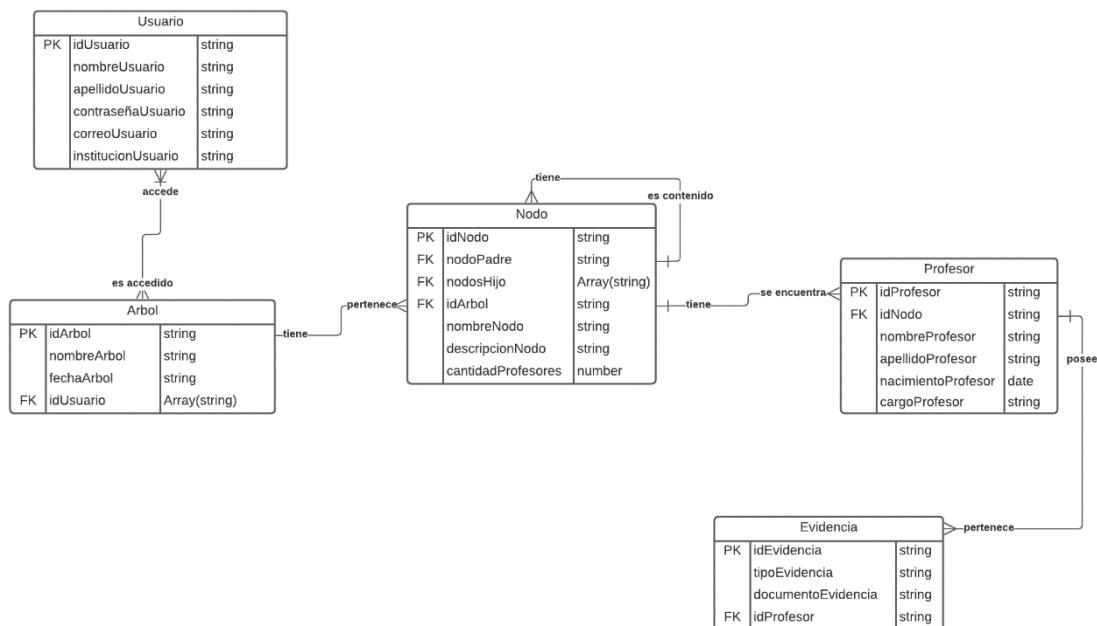 Usuario
PK idUsuario string
nombreUsuario string
apellidoUsuario string
contraseñaUsuario string
correoUsuario string
institucionUsuario string
accede
es accedido
Arbol
PK idArbol string
nombreArbol string
fechaArbol string
FK idUsuario Array(string)
tiene
pertenece
tiene
es contenido
Nodo
PK idNodo string
FK nodoPadre string
FK nodosHijo Array(string)
FK idArbol string
nombreNodo string
descripcionNodo string
cantidadProfesores number
tiene
se encuentra
Profesor
PK idProfesor string
FK idNodo string
nombreProfesor string
apellidoProfesor string
nacimientoProfesor date
cargoProfesor string
posee
pertenece
Evidencia
PK idEvidencia string
tipoEvidencia string
documentoEvidencia string
FK idProfesor string